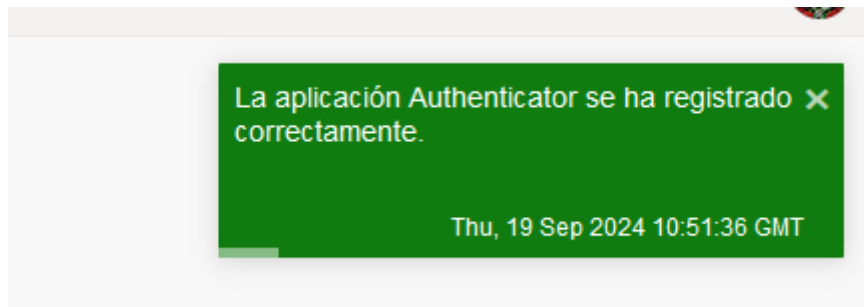 La aplicación Authenticator se ha registrado
correctamente.
Thu, 19 Sep 2024 10:51:36 GMT